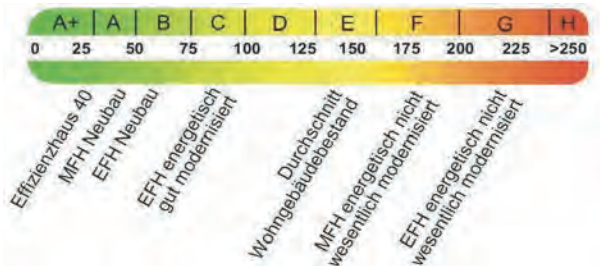 A+ A B C D E F G H
0 25 50 75 100 125 150 175 200 225 >250
Effizienzhaus 40
MFH Neubau
EFH Neubau
EFH energetisch
gut modernisiert
Durchschnitt
Wohngebäudebestand
MFH energetisch nicht
wesentlich modernisiert
EFH energetisch nicht
wesentlich modernisiert